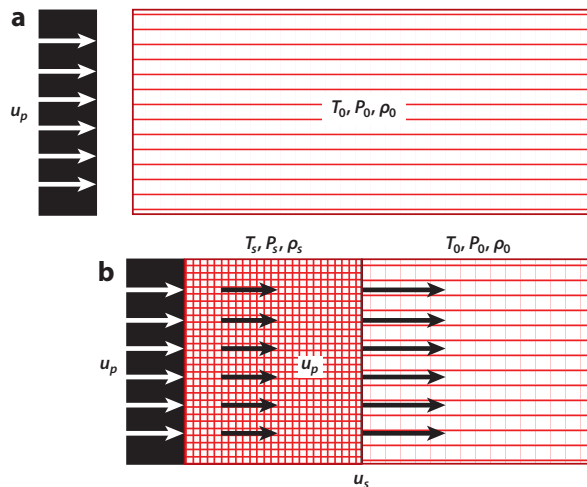 a
u_p
T_0, P_0, ρ_0
T_s, P_s, ρ_s
T_0, P_0, ρ_0
b
u_p
u_p
u_s